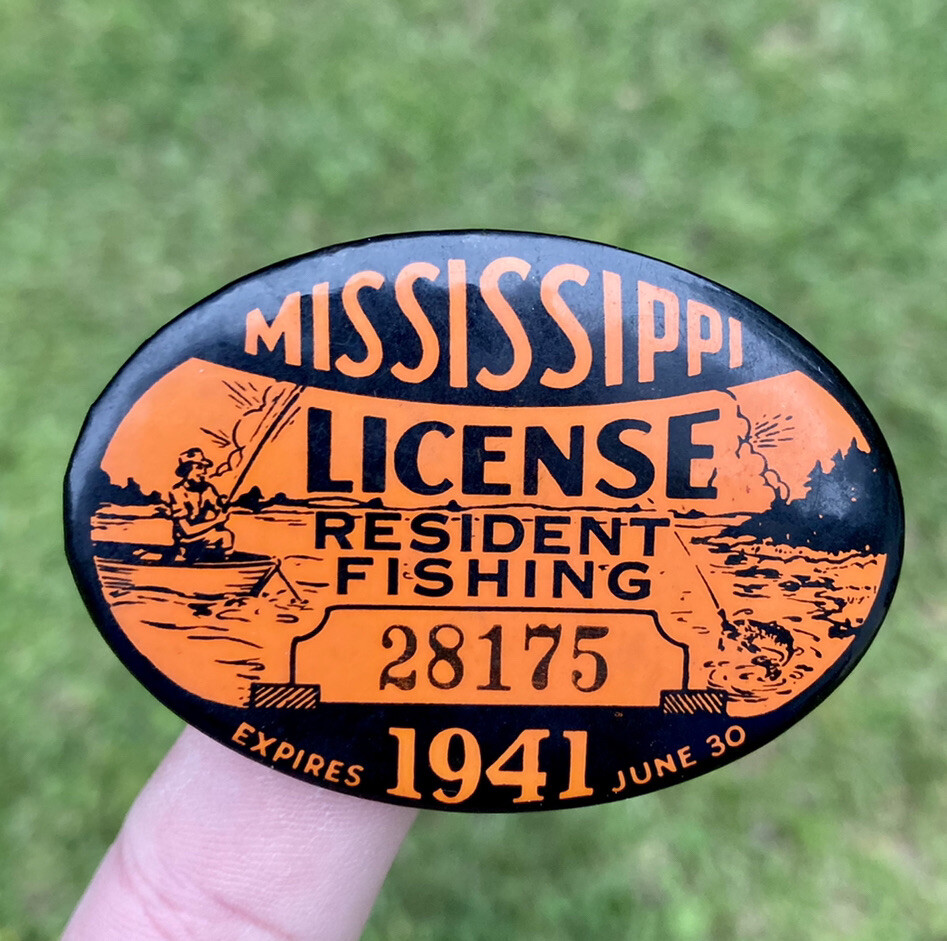 MISSISSIPPI
LICENSE
RESIDENT
FISHING
28175
EXPIRES 1941 JUNE 30